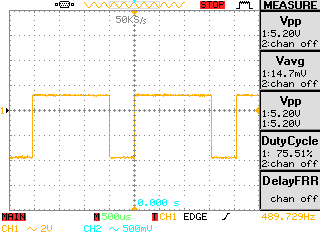 STOP MEASURE
50KS/s
Vpp
1:5.20V
2:chan off
Vavg
1:14.7mV
2:chan off
Vpp
1:5.20V
1:5.20V
DutyCycle
1: 75.51%
2:chan off
DelayFRR
chan off
1
0.000 s
MAIN M 500us T CH1 EDGE 489.729Hz
CH1 ~ 2V CH2 ~ 500mV